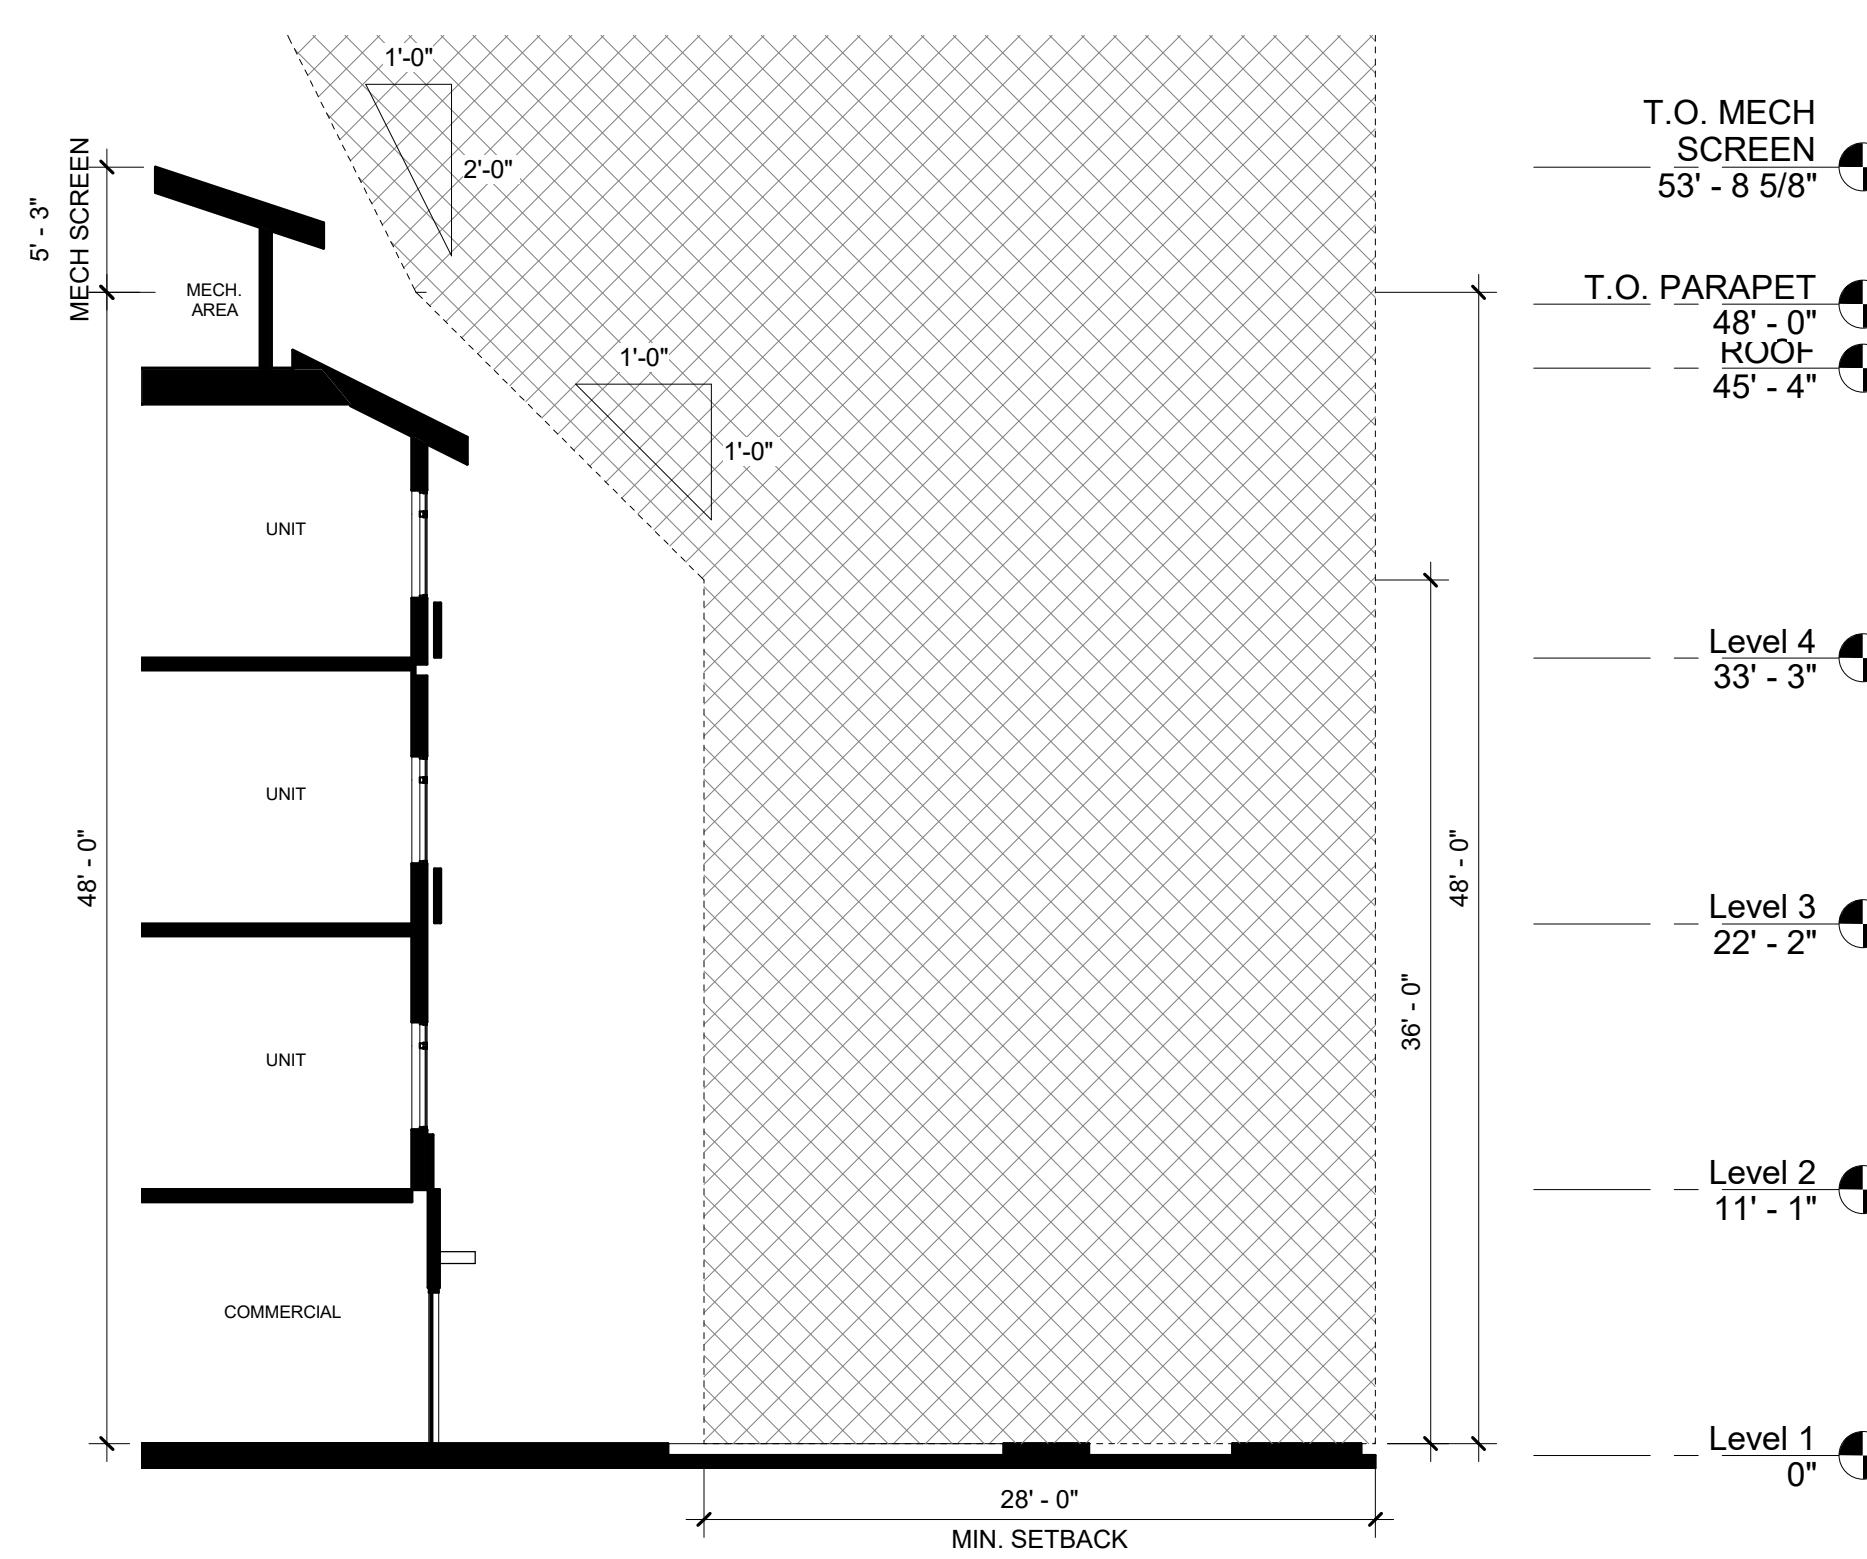 1'-0"
2'-0"
T.O. MECH
SCREEN
53' - 8 5/8"
5' - 3"
MECH SCREEN
MECH.
AREA
T.O. PARAPET
48' - 0"
ROOF
45' - 4"
1'-0"
1'-0"
UNIT
Level 4
33' - 3"
UNIT
48' - 0"
48' - 0"
Level 3
22' - 2"
36' - 0"
UNIT
Level 2
11' - 1"
COMMERCIAL
Level 1
0"
28' - 0"
MIN. SETBACK